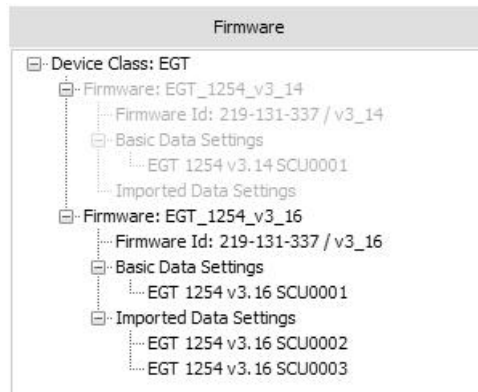 Firmware
Device Class: EGT
Firmware: EGT_1254_v3_14
Firmware Id: 219-131-337 / v3_14
Basic Data Settings
EGT 1254 v3.14 SCU0001
Imported Data Settings
Firmware: EGT_1254_v3_16
Firmware Id: 219-131-337 / v3_16
Basic Data Settings
EGT 1254 v3.16 SCU0001
Imported Data Settings
EGT 1254 v3.16 SCU0002
EGT 1254 v3.16 SCU0003